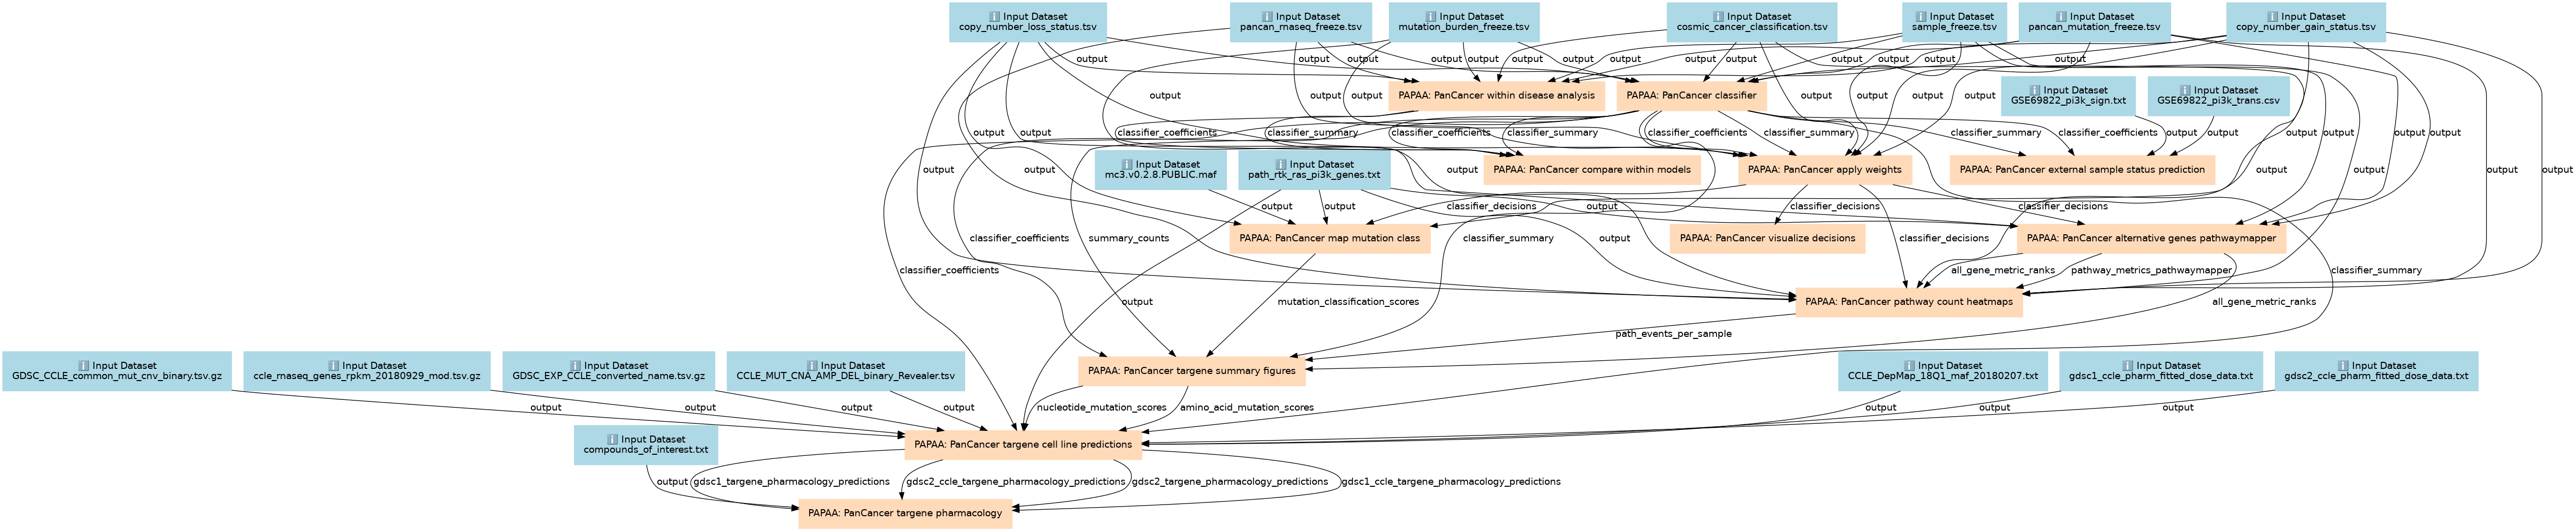 ℹ️ Input Dataset
copy_number_loss_status.tsv
ℹ️ Input Dataset
pancan_rnaseq_freeze.tsv
ℹ️ Input Dataset
mutation_burden_freeze.tsv
ℹ️ Input Dataset
cosmic_cancer_classification.tsv
ℹ️ Input Dataset
sample_freeze.tsv
ℹ️ Input Dataset
pancan_mutation_freeze.tsv
ℹ️ Input Dataset
copy_number_gain_status.tsv
output
output
output
output
output
output
output
output
output
output
output
PAPAA: PanCancer within disease analysis
PAPAA: PanCancer classifier
ℹ️ Input Dataset
GSE69822_pi3k_sign.txt
ℹ️ Input Dataset
GSE69822_pi3k_trans.csv
output
output
output
output
output
output
output
output
output
classifier_coefficients
classifier_summary
classifier_coefficients
classifier_summary
classifier_coefficients
classifier_summary
classifier_summary
classifier_coefficients
output
output
output
output
output
output
output
ℹ️ Input Dataset
mc3.v0.2.8.PUBLIC.maf
ℹ️ Input Dataset
path_rtk_ras_pi3k_genes.txt
PAPAA: PanCancer compare within models
PAPAA: PanCancer apply weights
PAPAA: PanCancer external sample status prediction
output
output
output
output
output
output
output
output
output
output
classifier_decisions
output
classifier_decisions
classifier_decisions
PAPAA: PanCancer map mutation class
PAPAA: PanCancer visualize decisions
PAPAA: PanCancer alternative genes pathwaymapper
classifier_coefficients
summary_counts
classifier_summary
output
classifier_decisions
classifier_coefficients
all_gene_metric_ranks
pathway_metrics_pathwaymapper
classifier_summary
PAPAA: PanCancer pathway count heatmaps
output
mutation_classification_scores
all_gene_metric_ranks
path_events_per_sample
ℹ️ Input Dataset
GDSC_CCLE_common_mut_cnv_binary.tsv.gz
ℹ️ Input Dataset
ccle_rnaseq_genes_rpkm_20180929_mod.tsv.gz
ℹ️ Input Dataset
GDSC_EXP_CCLE_converted_name.tsv.gz
ℹ️ Input Dataset
CCLE_MUT_CNA_AMP_DEL_binary_Revealer.tsv
PAPAA: PanCancer targene summary figures
ℹ️ Input Dataset
CCLE_DepMap_18Q1_maf_20180207.txt
ℹ️ Input Dataset
gdsc1_ccle_pharm_fitted_dose_data.txt
ℹ️ Input Dataset
gdsc2_ccle_pharm_fitted_dose_data.txt
output
output
output
output
nucleotide_mutation_scores
amino_acid_mutation_scores
output
output
output
ℹ️ Input Dataset
compounds_of_interest.txt
PAPAA: PanCancer targene cell line predictions
output
gdsc1_targene_pharmacology_predictions
gdsc2_ccle_targene_pharmacology_predictions
gdsc2_targene_pharmacology_predictions
gdsc1_ccle_targene_pharmacology_predictions
PAPAA: PanCancer targene pharmacology